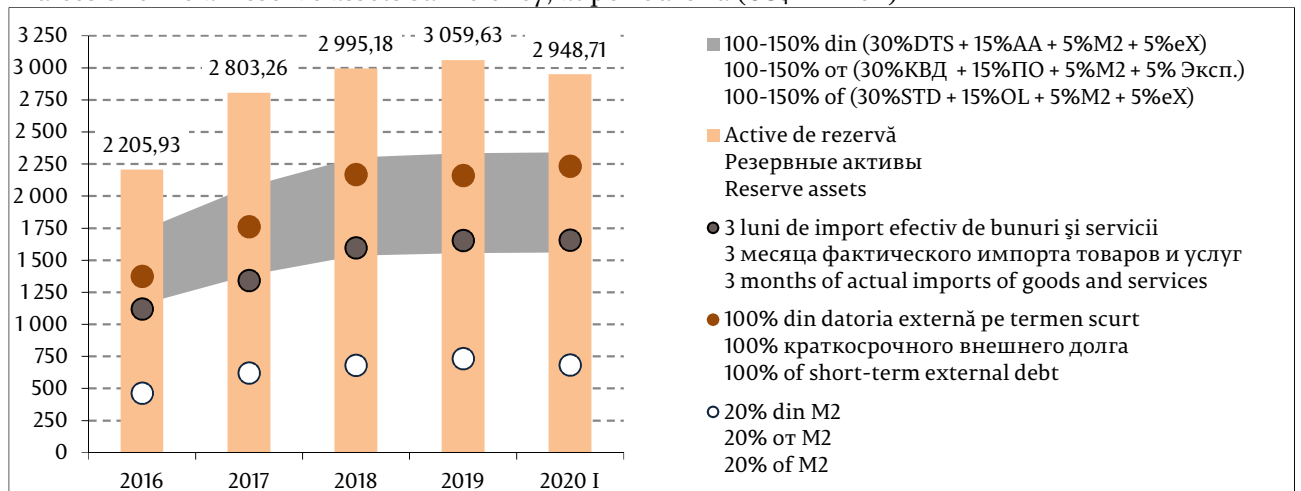 3 250
3 000
2 750
2 500
2 250
2 000
1 750
1 500
1 250
1 000
750
500
250
0
2 205,93
2 803,26
2 995,18
3 059,63
2 948,71
2016
2017
2018
2019
2020 I
100-150% din (30%DTS + 15%AA + 5%M2 + 5%eX)
100-150% от (30%КВД + 15%ПО + 5%М2 + 5% Эксп.)
100-150% of (30%STD + 15%OL + 5%M2 + 5%eX)
Active de rezervă
Резервные активы
Reserve assets
3 luni de import efectiv de bunuri şi servicii
3 месяца фактического импорта товаров и услуг
3 months of actual imports of goods and services
100% din datoria externă pe termen scurt
100% краткосрочного внешнего долга
100% of short-term external debt
20% din M2
20% от М2
20% of M2